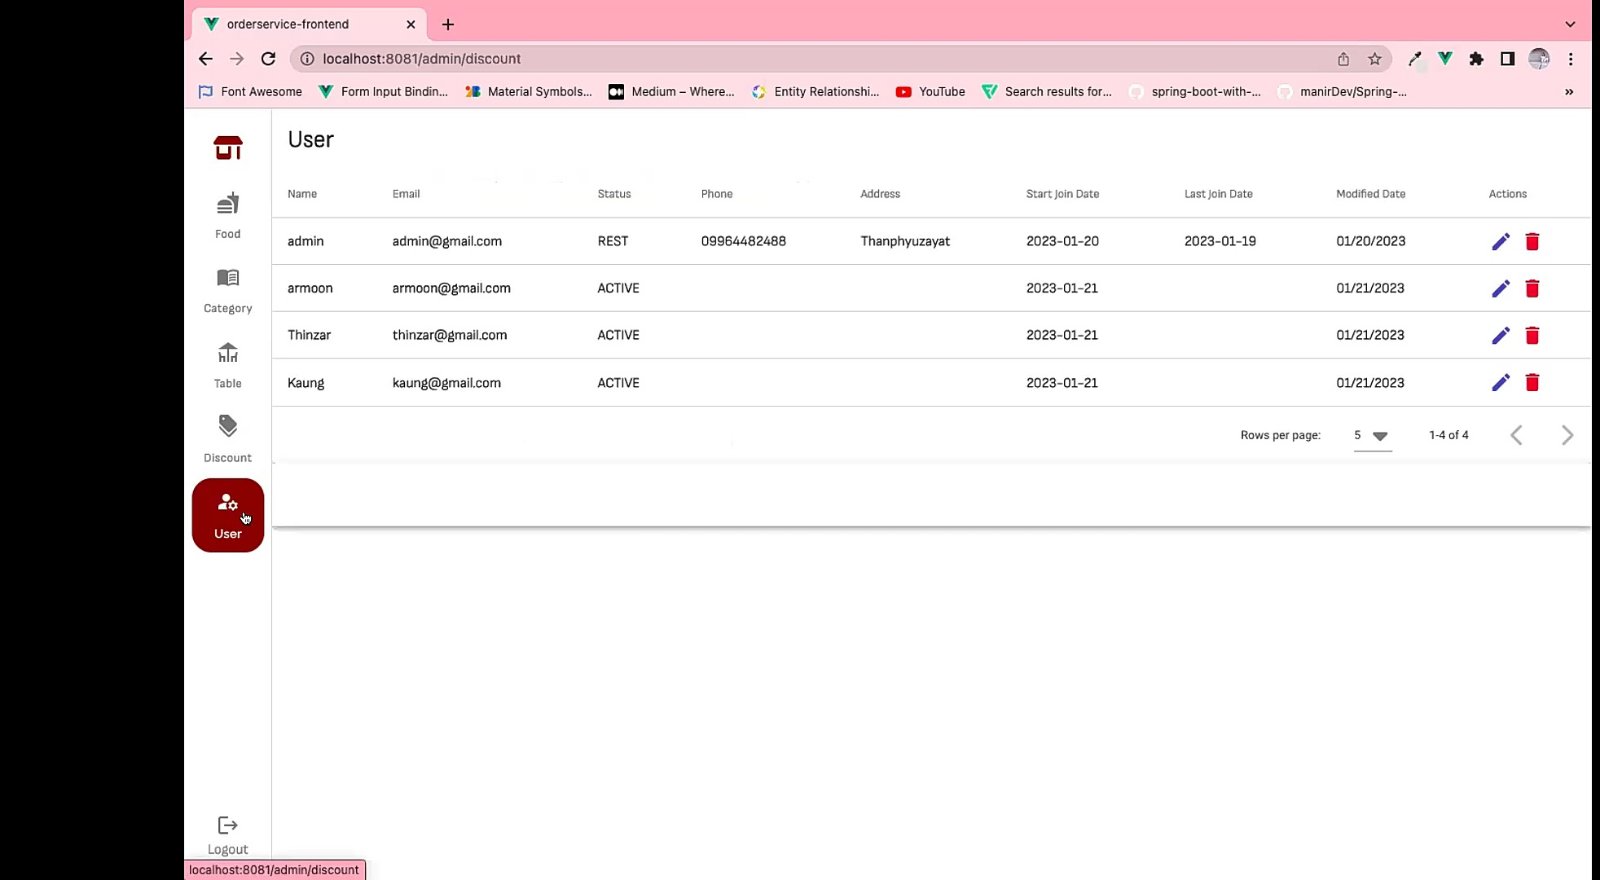 orderservice-frontend
localhost:8081/admin/discount
Font Awesome
Form Input Bindin...
Material Symbols...
Medium – Where...
Entity Relationshi...
YouTube
Search results for...
spring-boot-with-...
manirDev/Spring-...
»
User
Name Email Status Phone Address Start Join Date Last Join Date Modified Date Actions
admin admin@gmail.com REST 09964482488 Thanphyuzayat 2023-01-20 2023-01-19 01/20/2023
armoon armoon@gmail.com ACTIVE 2023-01-21 01/21/2023
Thinzar thinzar@gmail.com ACTIVE 2023-01-21 01/21/2023
Kaung kaung@gmail.com ACTIVE 2023-01-21 01/21/2023
Rows per page: 5 1-4 of 4
Food
Category
Table
Discount
User
Logout
localhost:8081/admin/discount